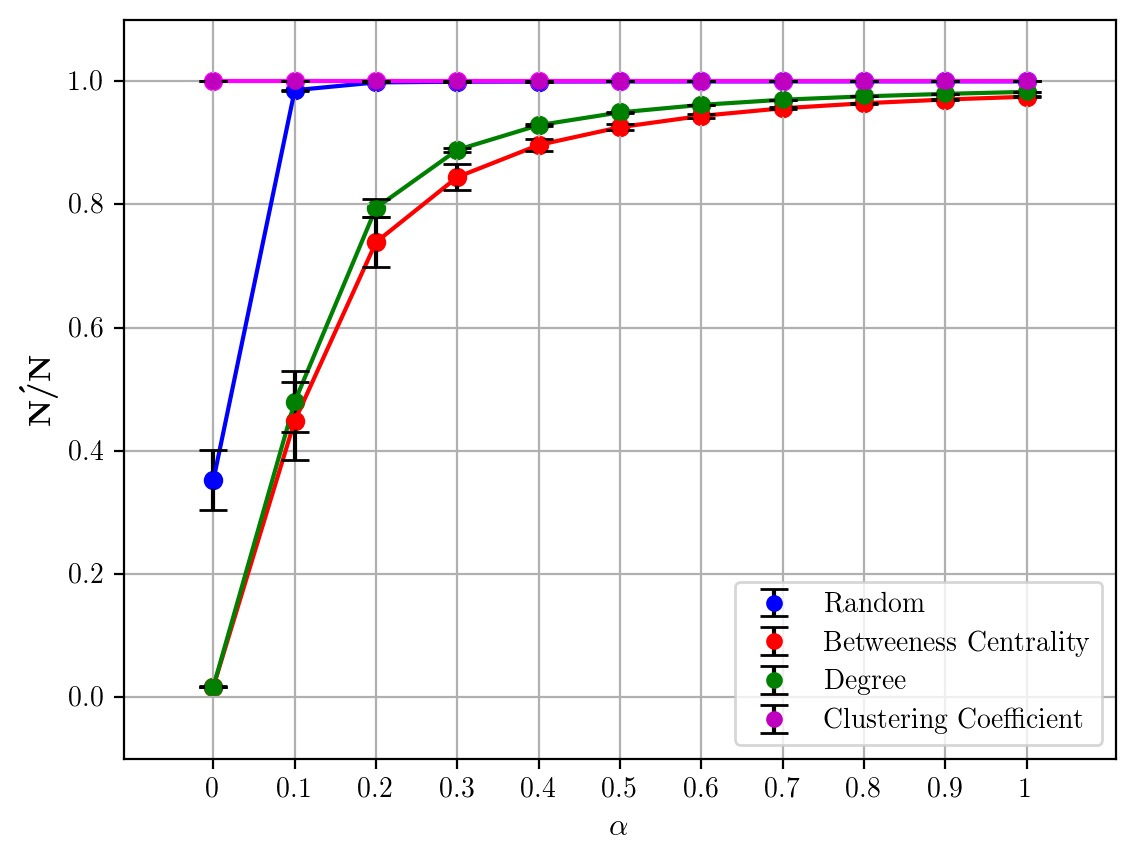 1.0
0.8
0.6
0.4
0.2
0.0
Ń/N
0 0.1 0.2 0.3 0.4 0.5 0.6 0.7 0.8 0.9 1
α
Random
Betweeness Centrality
Degree
Clustering Coefficient